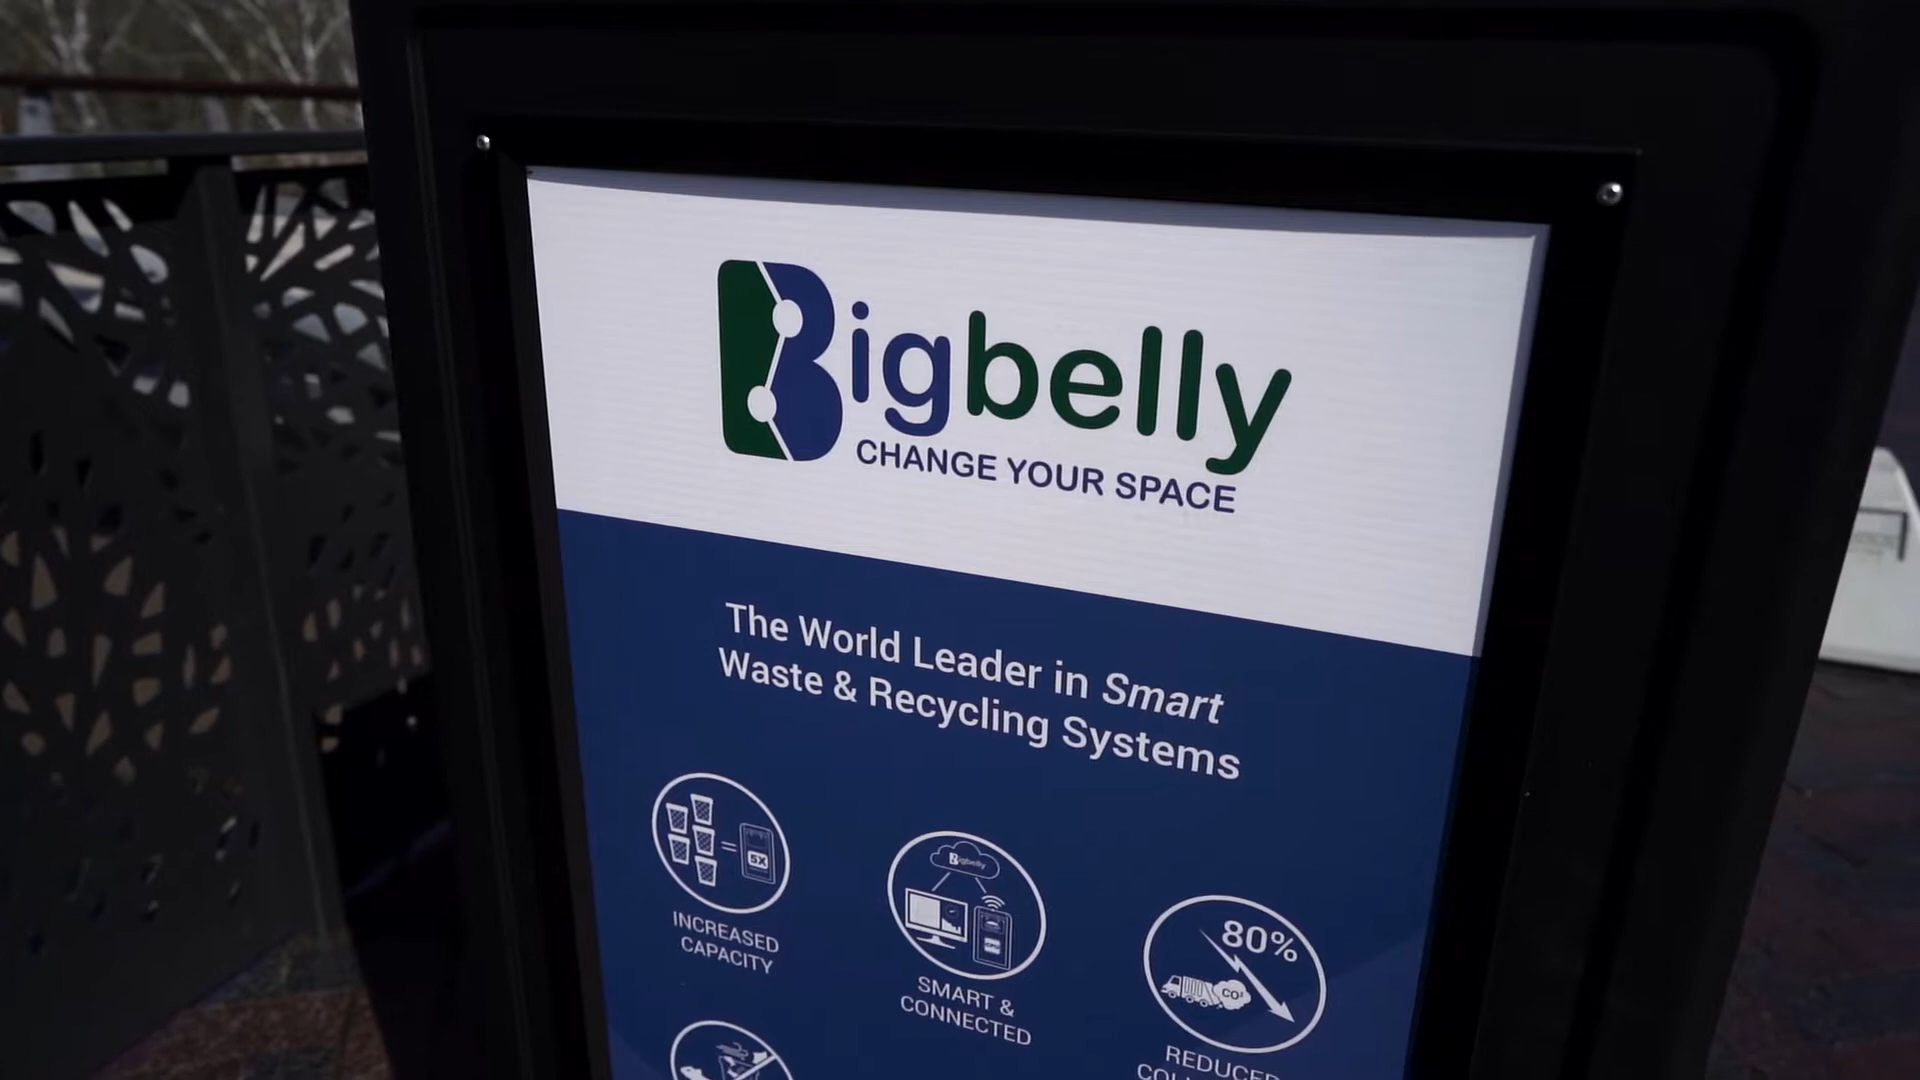 Bigbelly
CHANGE YOUR SPACE
The World Leader in Smart
Waste & Recycling Systems
5X
INCREASED
CAPACITY
Bigbelly
SMART &
CONNECTED
80%
CO²
REDUCED